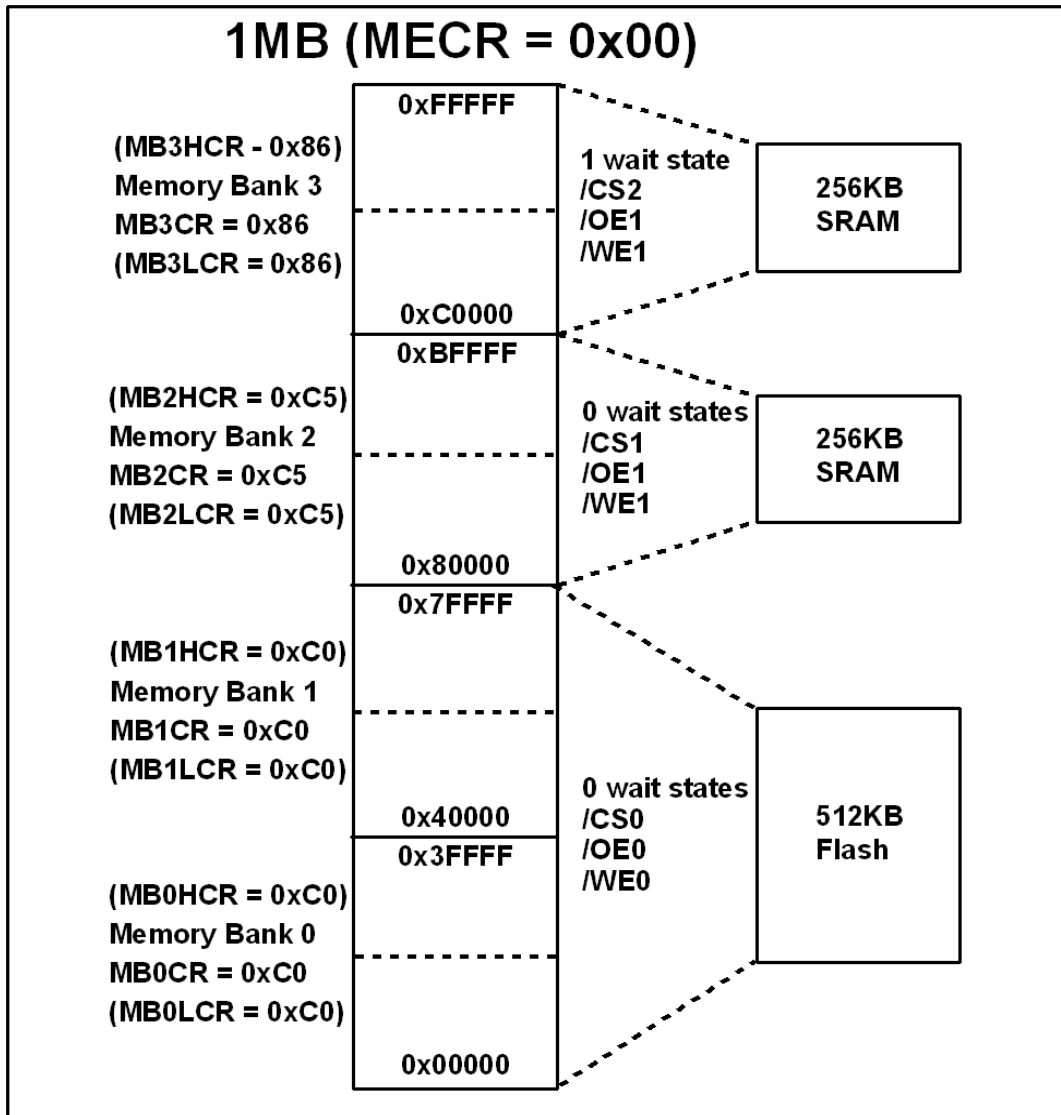 1MB (MECR = 0x00)
0xFFFFF
(MB3HCR - 0x86)
Memory Bank 3
MB3CR = 0x86
(MB3LCR = 0x86)
1 wait state
/CS2
/OE1
/WE1
256KB
SRAM
0xC0000
0xBFFFF
(MB2HCR = 0xC5)
Memory Bank 2
MB2CR = 0xC5
(MB2LCR = 0xC5)
0 wait states
/CS1
/OE1
/WE1
256KB
SRAM
0x80000
0x7FFFF
(MB1HCR = 0xC0)
Memory Bank 1
MB1CR = 0xC0
(MB1LCR = 0xC0)
0x40000
0x3FFFF
0 wait states
/CS0
/OE0
/WE0
512KB
Flash
(MB0HCR = 0xC0)
Memory Bank 0
MB0CR = 0xC0
(MB0LCR = 0xC0)
0x00000